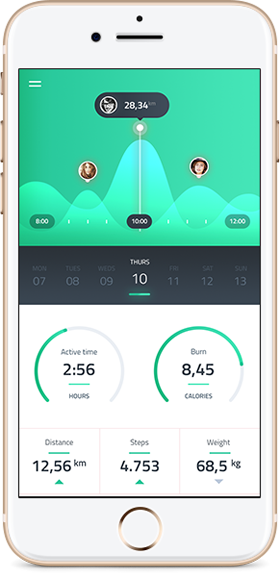 28,34 km
8:00 10:00 12:00
THURS
MON TUES WEDS 10 FRI SAT SUN
07 08 09 11 12 13
Active time Burn
2:56 8,45
HOURS CALORIES
Distance Steps Weight
12,56 km 4.753 68,5 kg